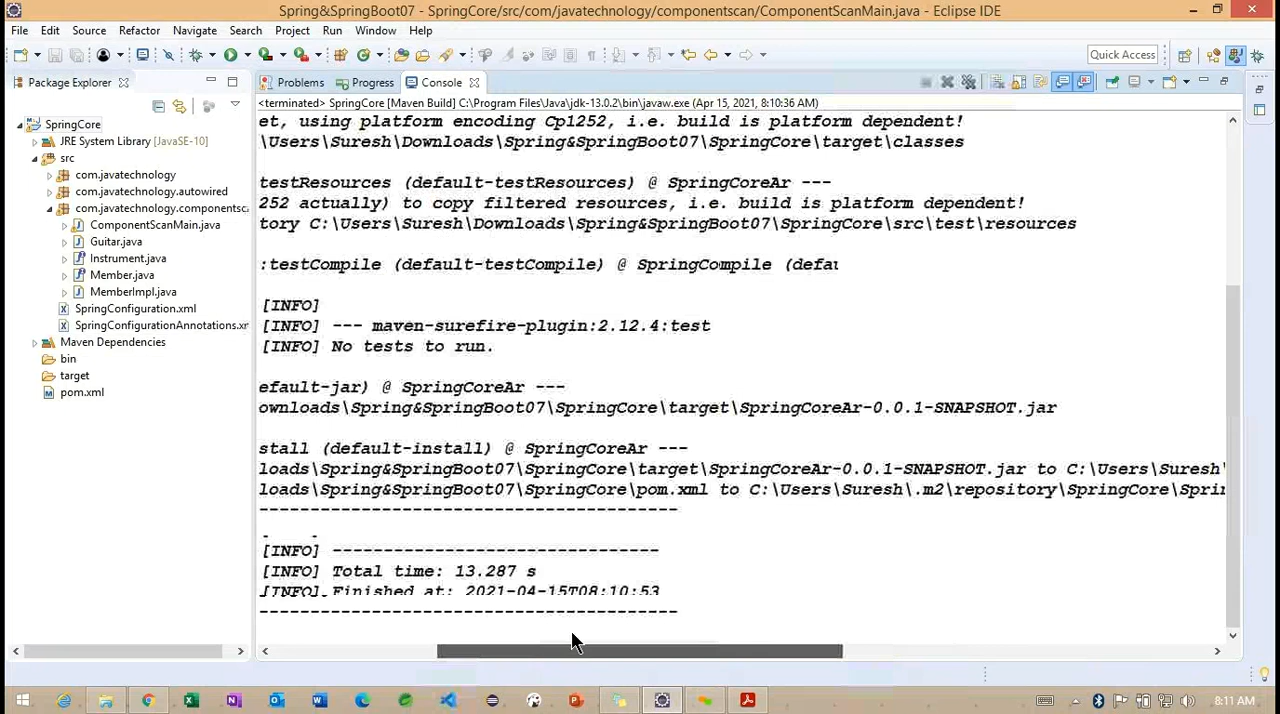 Spring&SpringBoot07 - SpringCore/src/com/javatechnology/componentscan/ComponentScanMain.java - Eclipse IDE
File Edit Source Refactor Navigate Search Project Run Window Help
Quick Access
Package Explorer
Problems Progress Console
<terminated> SpringCore [Maven Build] C:\Program Files\Java\jdk-13.0.2\bin\javaw.exe (Apr 15, 2021, 8:10:36 AM)
SpringCore
JRE System Library [JavaSE-10]
src
com.javatechnology
com.javatechnology.autowired
com.javatechnology.componentsc
ComponentScanMain.java
Guitar.java
Instrument.java
Member.java
MemberImpl.java
SpringConfiguration.xml
SpringConfigurationAnnotations.xr
Maven Dependencies
bin
target
pom.xml
et, using platform encoding Cp1252, i.e. build is platform dependent!
\Users\Suresh\Downloads\Spring&SpringBoot07\SpringCore\target\classes
testResources (default-testResources) @ SpringCoreAr ---
252 actually) to copy filtered resources, i.e. build is platform dependent!
tory C:\Users\Suresh\Downloads\Spring&SpringBoot07\SpringCore\src\test\resources
:testCompile (default-testCompile) @ SpringCompile (defau
[INFO]
[INFO] --- maven-surefire-plugin:2.12.4:test
[INFO] No tests to run.
efault-jar) @ SpringCoreAr ---
ownloads\Spring&SpringBoot07\SpringCore\target\SpringCoreAr-0.0.1-SNAPSHOT.jar
stall (default-install) @ SpringCoreAr ---
loads\Spring&SpringBoot07\SpringCore\target\SpringCoreAr-0.0.1-SNAPSHOT.jar to C:\Users\Suresh\
loads\Spring&SpringBoot07\SpringCore\pom.xml to C:\Users\Suresh\.m2\repository\SpringCore\Sprin
-----------------------------------------
[INFO] --------------------------------
[INFO] Total time: 13.287 s
[INFO] Finished at: 2021-04-15T08:10:53
-----------------------------------------
8:11 AM